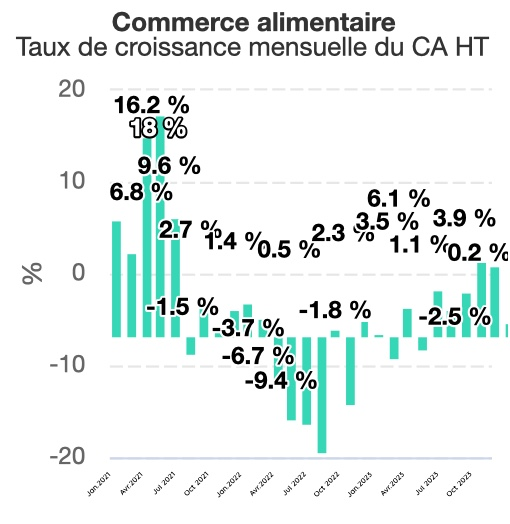 Commerce alimentaire
Taux de croissance mensuelle du CA HT
20
16.2 %
18 %
9.6 %
10
6.8 %
6.1 %
2.7 %
1.4 %
0.5 %
2.3 %
3.5 %
1.1 %
3.9 %
0.2 %
%
0
-1.5 %
-3.7 %
-6.7 %
-9.4 %
-1.8 %
-2.5 %
-10
-20
Jan.2021
Avr.2021
Jul 2021
Oct 2021
Jan.2022
Avr.2022
Jul 2022
Oct 2022
Jan.2023
Avr.2023
Jul 2023
Oct 2023